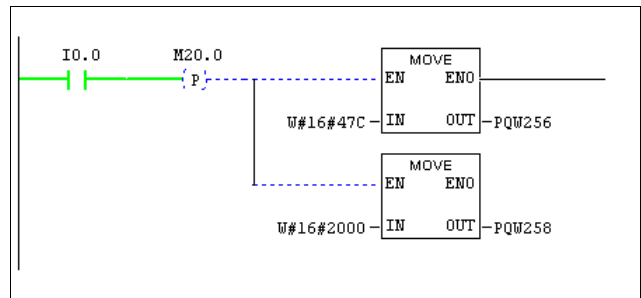 I0.0 M20.0
P
MOVE
EN ENO
W#16#47C IN OUT PQW256
MOVE
EN ENO
W#16#2000 IN OUT PQW258